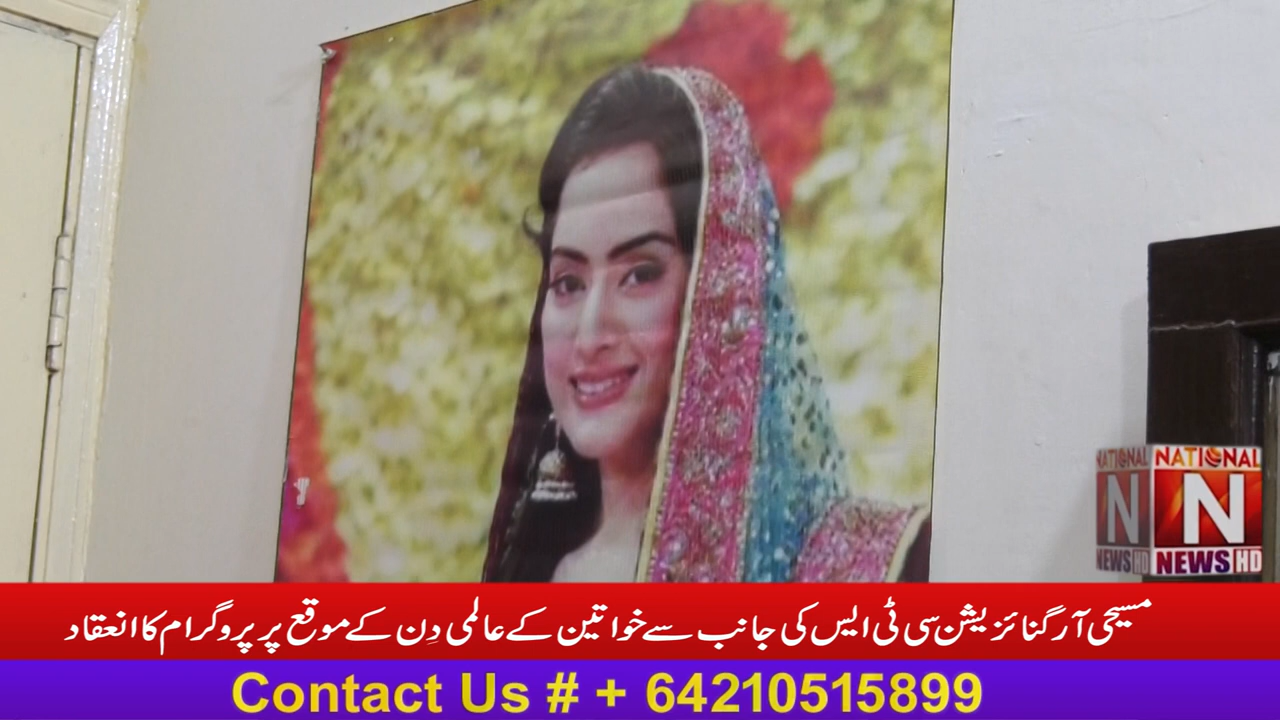 NATIONAL
N
NEWS HD
NATIONAL
N
NEWS HD
مسیحی آرگنائزیشن سی ٹی ایس کی جانب سے خواتین کے عالمی دِن کے موقع پر پروگرام کا انعقاد
Contact Us # + 64210515899